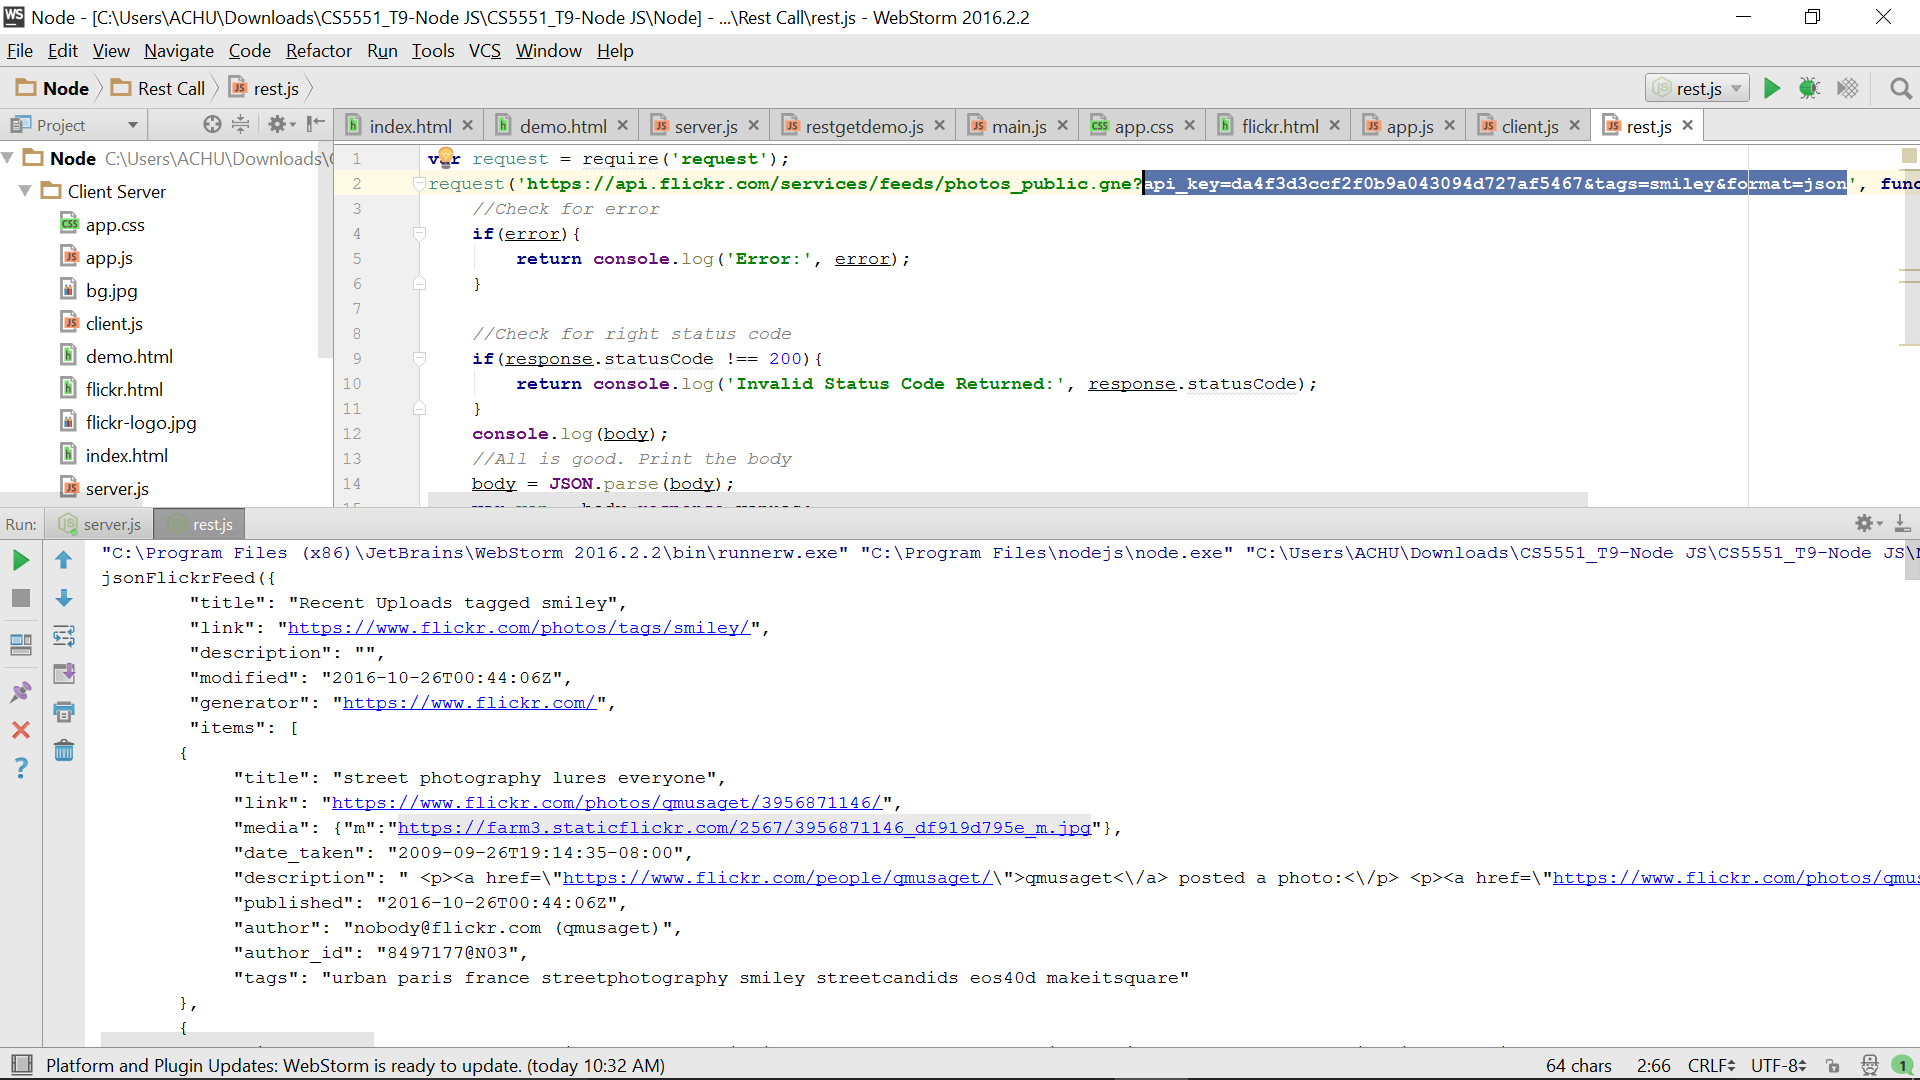 Node - [C:\Users\ACHU\Downloads\CS5551_T9-Node JS\CS5551_T9-Node JS\Node] - ...\Rest Call\rest.js - WebStorm 2016.2.2
File Edit View Navigate Code Refactor Run Tools VCS Window Help
Node Rest Call rest.js rest.js
Project index.html demo.html server.js restgetdemo.js main.js app.css flickr.html app.js client.js rest.js
Node C:\Users\ACHU\Downloads\
Client Server
app.css
app.js
bg.jpg
client.js
demo.html
flickr.html
flickr-logo.jpg
index.html
server.js
1 var request = require('request');
2 request('https://api.flickr.com/services/feeds/photos_public.gne?api_key=da4f3d3ccf2f0b9a043094d727af5467&tags=smiley&format=json', func
3 //Check for error
4 if(error){
5 return console.log('Error:', error);
6 }
7
8 //Check for right status code
9 if(response.statusCode !== 200){
10 return console.log('Invalid Status Code Returned:', response.statusCode);
11 }
12 console.log(body);
13 //All is good. Print the body
14 body = JSON.parse(body);
Run: server.js rest.js
"C:\Program Files (x86)\JetBrains\WebStorm 2016.2.2\bin\runnerw.exe" "C:\Program Files\nodejs\node.exe" "C:\Users\ACHU\Downloads\CS5551_T9-Node JS\CS5551_T9-Node JS\N
jsonFlickrFeed({
"title": "Recent Uploads tagged smiley",
"link": "https://www.flickr.com/photos/tags/smiley/",
"description": "",
"modified": "2016-10-26T00:44:06Z",
"generator": "https://www.flickr.com/",
"items": [
{
"title": "street photography lures everyone",
"link": "https://www.flickr.com/photos/qmusaget/3956871146/",
"media": {"m":"https://farm3.staticflickr.com/2567/3956871146_df919d795e_m.jpg"},
"date_taken": "2009-09-26T19:14:35-08:00",
"description": " <p><a href=\"https://www.flickr.com/people/qmusaget/\">qmusaget<\/a> posted a photo:<\/p> <p><a href=\"https://www.flickr.com/photos/qmus
"published": "2016-10-26T00:44:06Z",
"author": "nobody@flickr.com (qmusaget)",
"author_id": "8497177@N03",
"tags": "urban paris france streetphotography smiley streetcandids eos40d makeitsquare"
},
{
Platform and Plugin Updates: WebStorm is ready to update. (today 10:32 AM) 64 chars 2:66 CRLF UTF-8 1